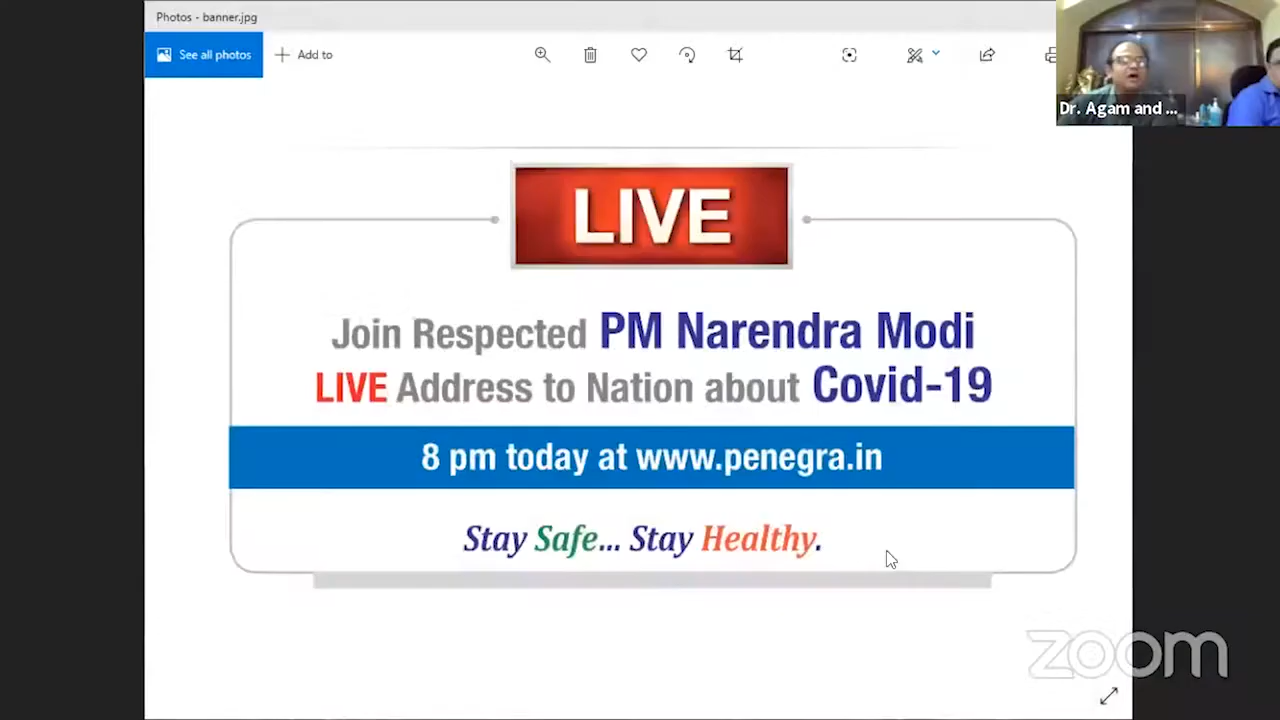 Photos - banner.jpg
See all photos
Add to
Dr. Agam and ...
LIVE
Join Respected PM Narendra Modi
LIVE Address to Nation about Covid-19
8 pm today at www.penegra.in
Stay Safe... Stay Healthy.
zoom